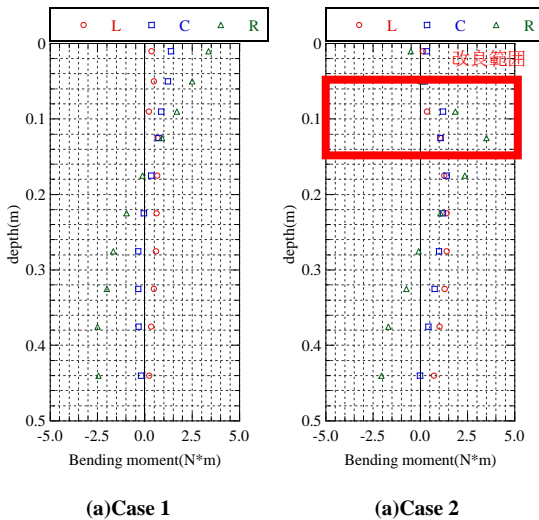 L C R
0
0.1
0.2
0.3
0.4
0.5
depth(m)
-5.0 -2.5 0.0 2.5 5.0
Bending moment(N*m)
(a)Case 1
L C R
改良範囲
0
0.1
0.2
0.3
0.4
0.5
depth(m)
-5.0 -2.5 0.0 2.5 5.0
Bending moment(N*m)
(a)Case 2